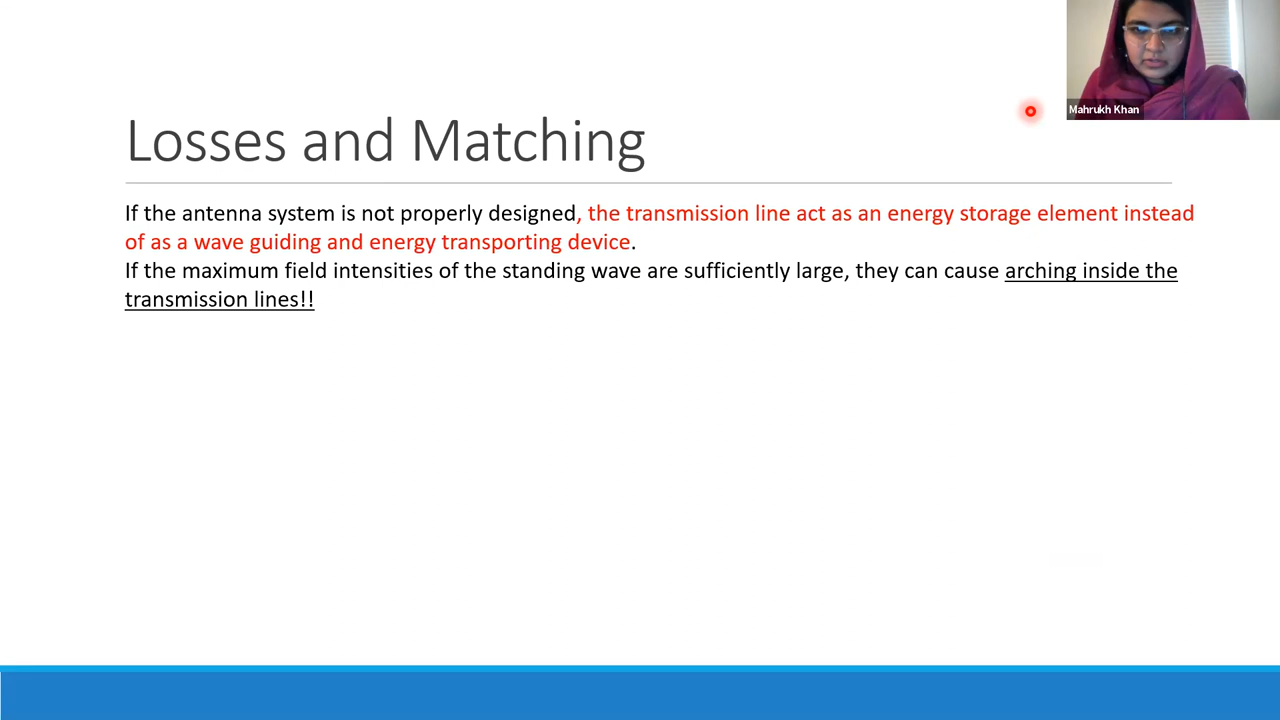 Mahrukh Khan
Losses and Matching
If the antenna system is not properly designed, the transmission line act as an energy storage element instead
of as a wave guiding and energy transporting device.
If the maximum field intensities of the standing wave are sufficiently large, they can cause arching inside the
transmission lines!!